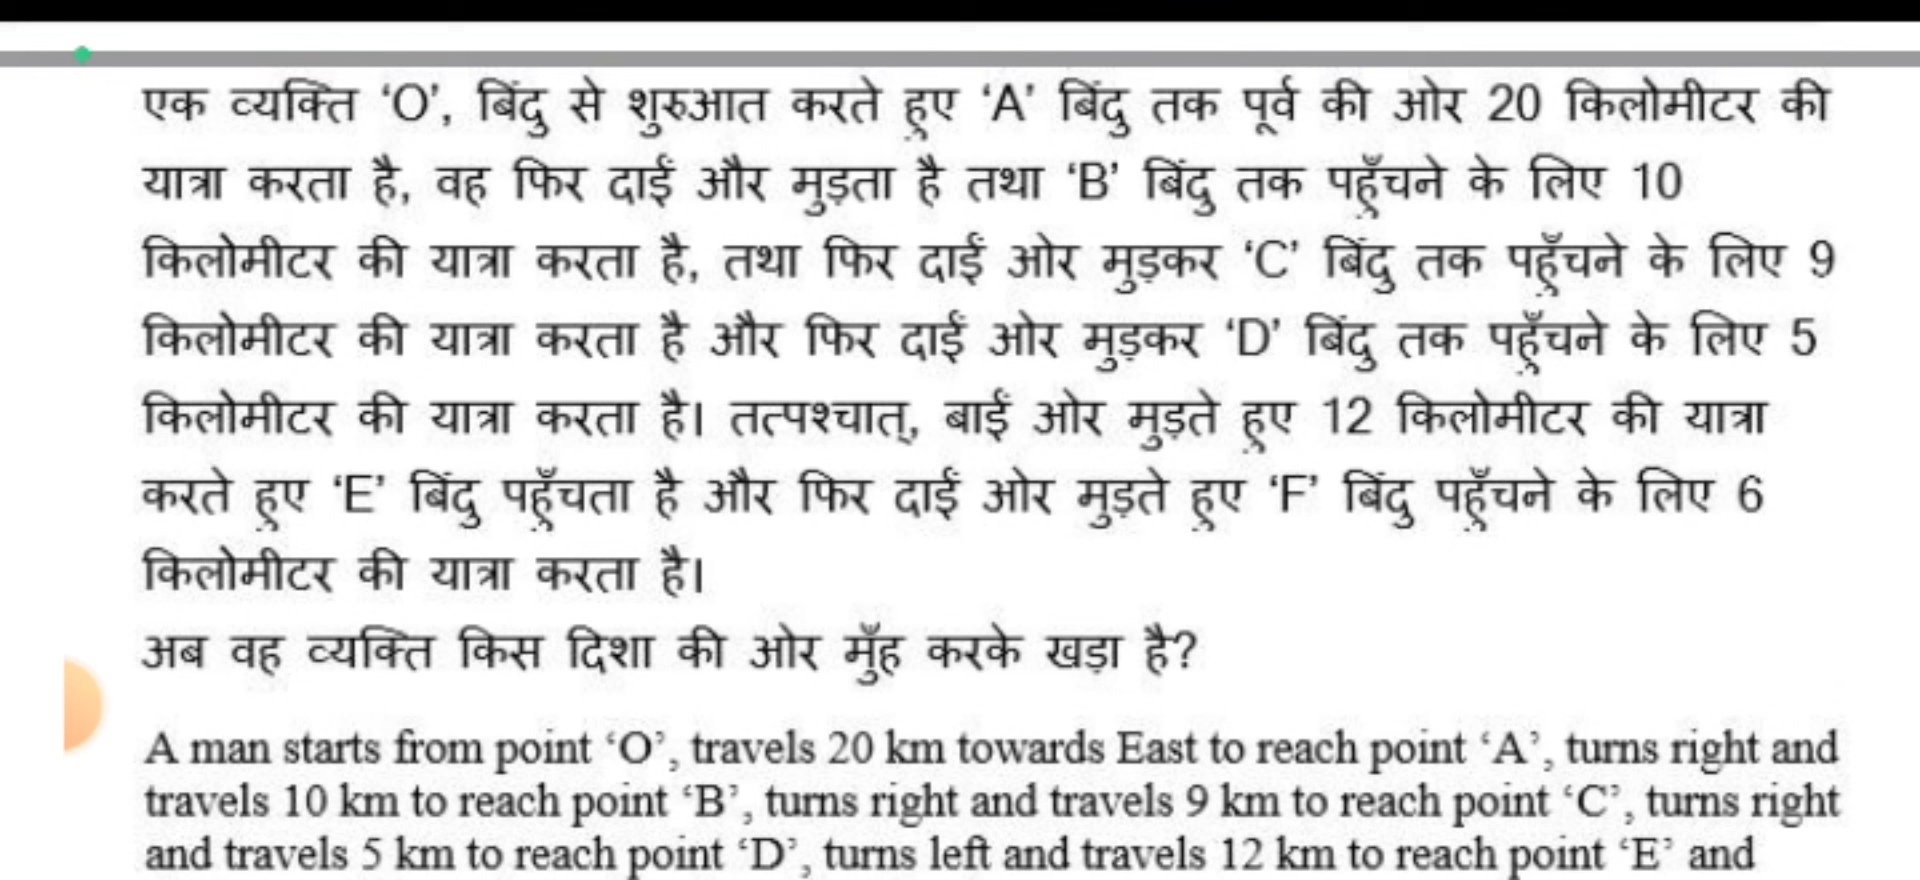 एक व्यक्ति ‘O’, बिंदु से शुरुआत करते हुए ‘A’ बिंदु तक पूर्व की ओर 20 किलोमीटर की
यात्रा करता है, वह फिर दाईं और मुड़ता है तथा ‘B’ बिंदु तक पहुँचने के लिए 10
किलोमीटर की यात्रा करता है, तथा फिर दाईं ओर मुड़कर ‘C’ बिंदु तक पहुँचने के लिए 9
किलोमीटर की यात्रा करता है और फिर दाईं ओर मुड़कर ‘D’ बिंदु तक पहुँचने के लिए 5
किलोमीटर की यात्रा करता है। तत्पश्चात्, बाईं ओर मुड़ते हुए 12 किलोमीटर की यात्रा
करते हुए ‘E’ बिंदु पहुँचता है और फिर दाईं ओर मुड़ते हुए ‘F’ बिंदु पहुँचने के लिए 6
किलोमीटर की यात्रा करता है।
अब वह व्यक्ति किस दिशा की ओर मुँह करके खड़ा है?
A man starts from point ‘O’, travels 20 km towards East to reach point ‘A’, turns right and
travels 10 km to reach point ‘B’, turns right and travels 9 km to reach point ‘C’, turns right
and travels 5 km to reach point ‘D’, turns left and travels 12 km to reach point ‘E’ and